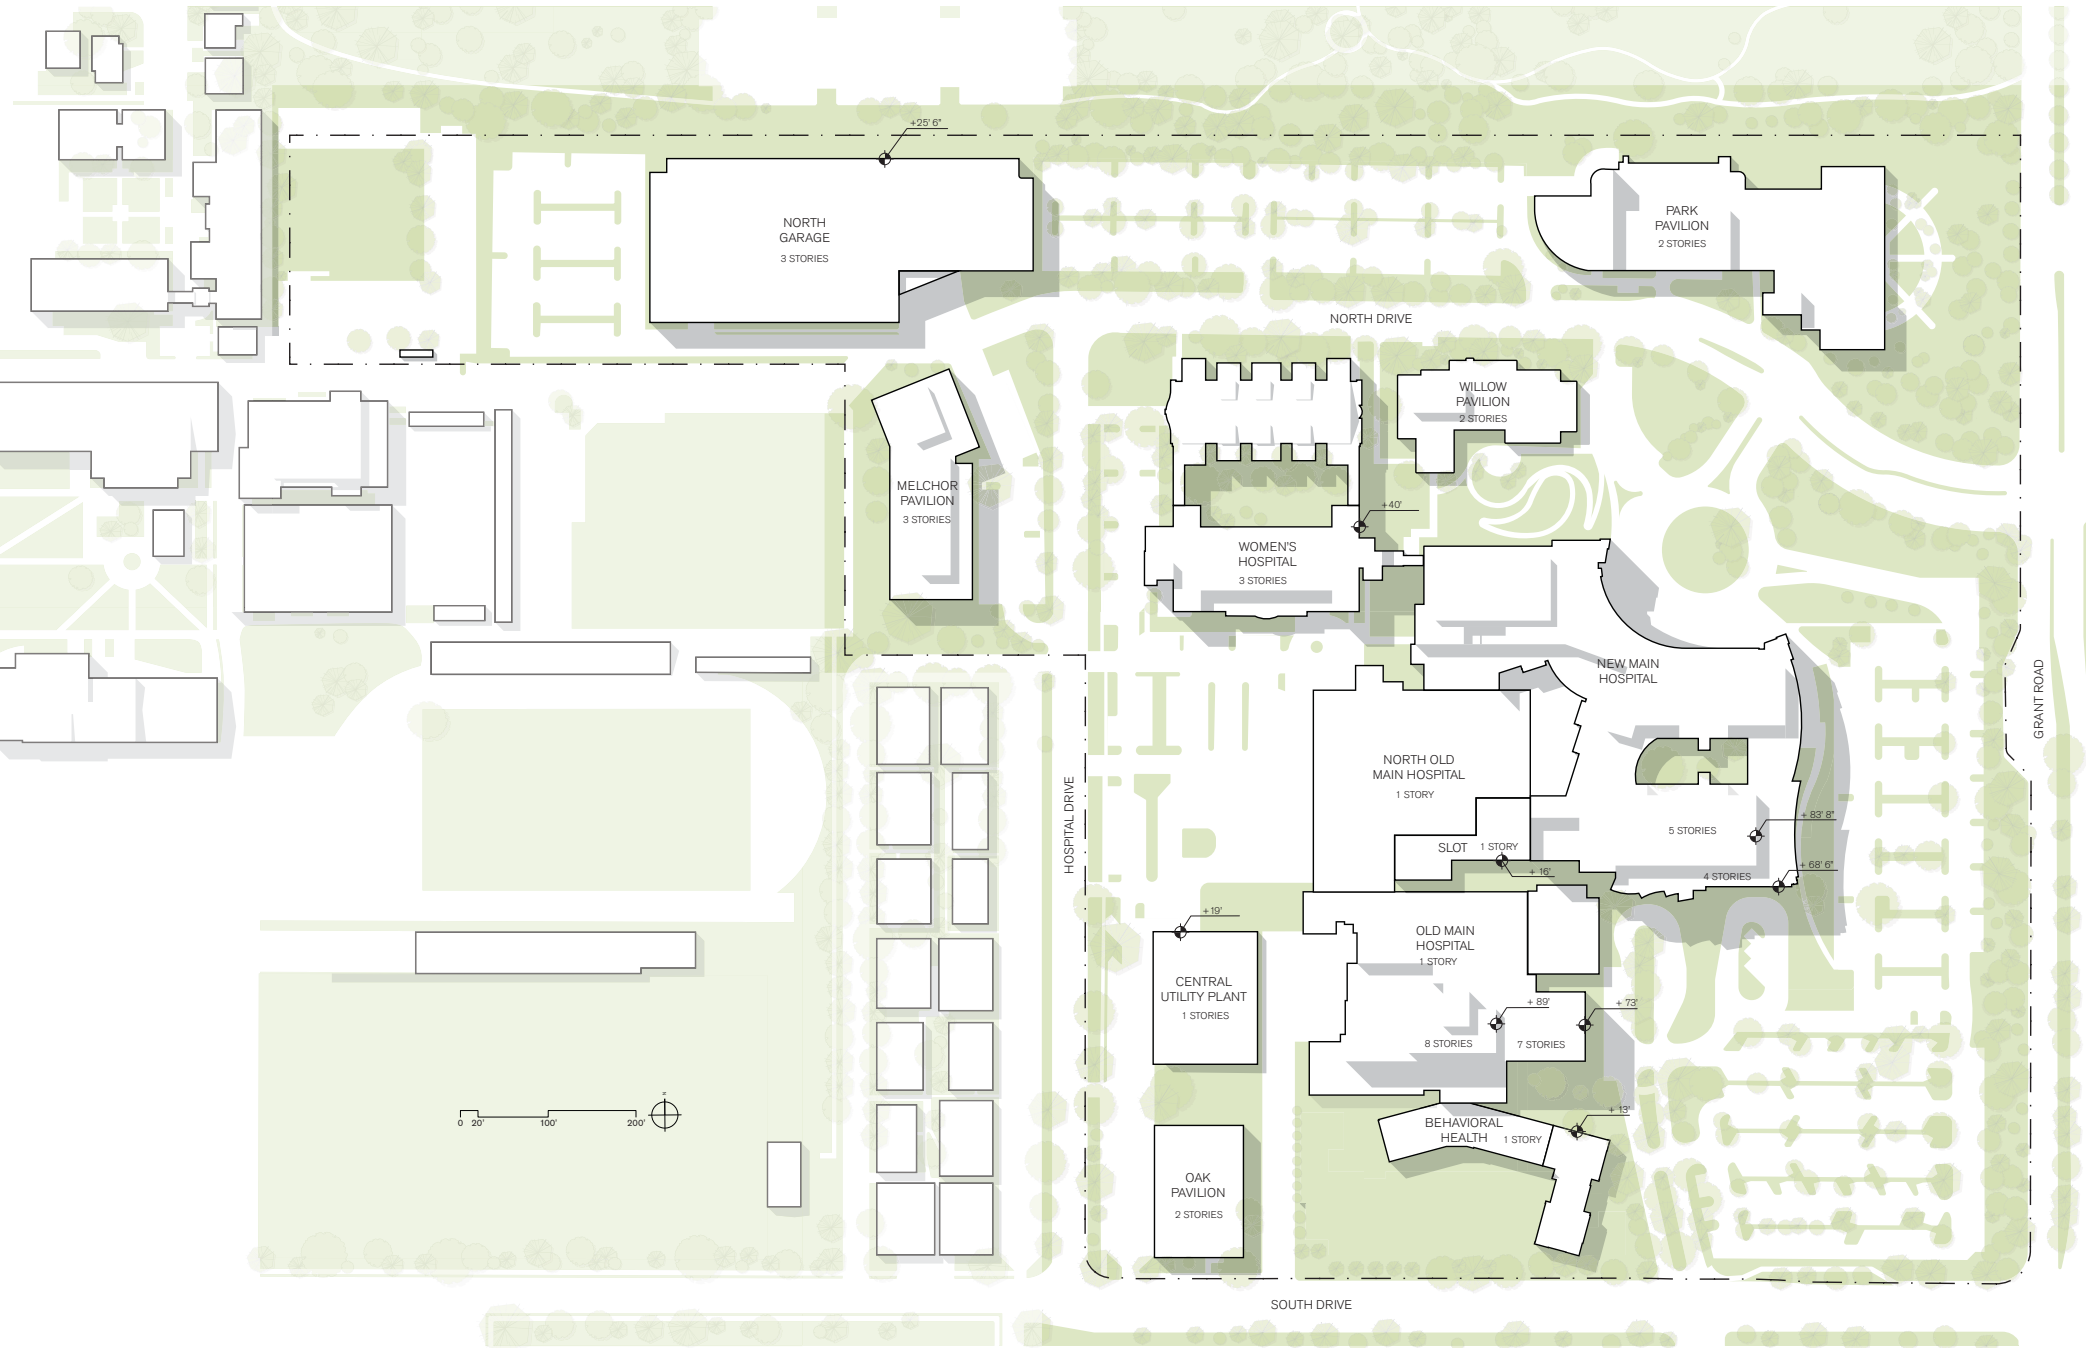 +25' 6"
NORTH
GARAGE
3 STORIES
PARK
PAVILION
2 STORIES
NORTH DRIVE
WILLOW
PAVILION
2 STORIES
MELCHOR
PAVILION
3 STORIES
+40'
WOMEN'S
HOSPITAL
3 STORIES
NEW MAIN
HOSPITAL
GRANT ROAD
NORTH OLD
MAIN HOSPITAL
1 STORY
HOSPITAL DRIVE
+ 83' 8"
5 STORIES
SLOT 1 STORY
+ 16'
+ 68' 6"
4 STORIES
+19'
OLD MAIN
HOSPITAL
1 STORY
CENTRAL
UTILITY PLANT
1 STORIES
+ 89'
+ 73'
8 STORIES
7 STORIES
N
0 20' 100' 200'
+ 13'
BEHAVIORAL
HEALTH
1 STORY
OAK
PAVILION
2 STORIES
SOUTH DRIVE